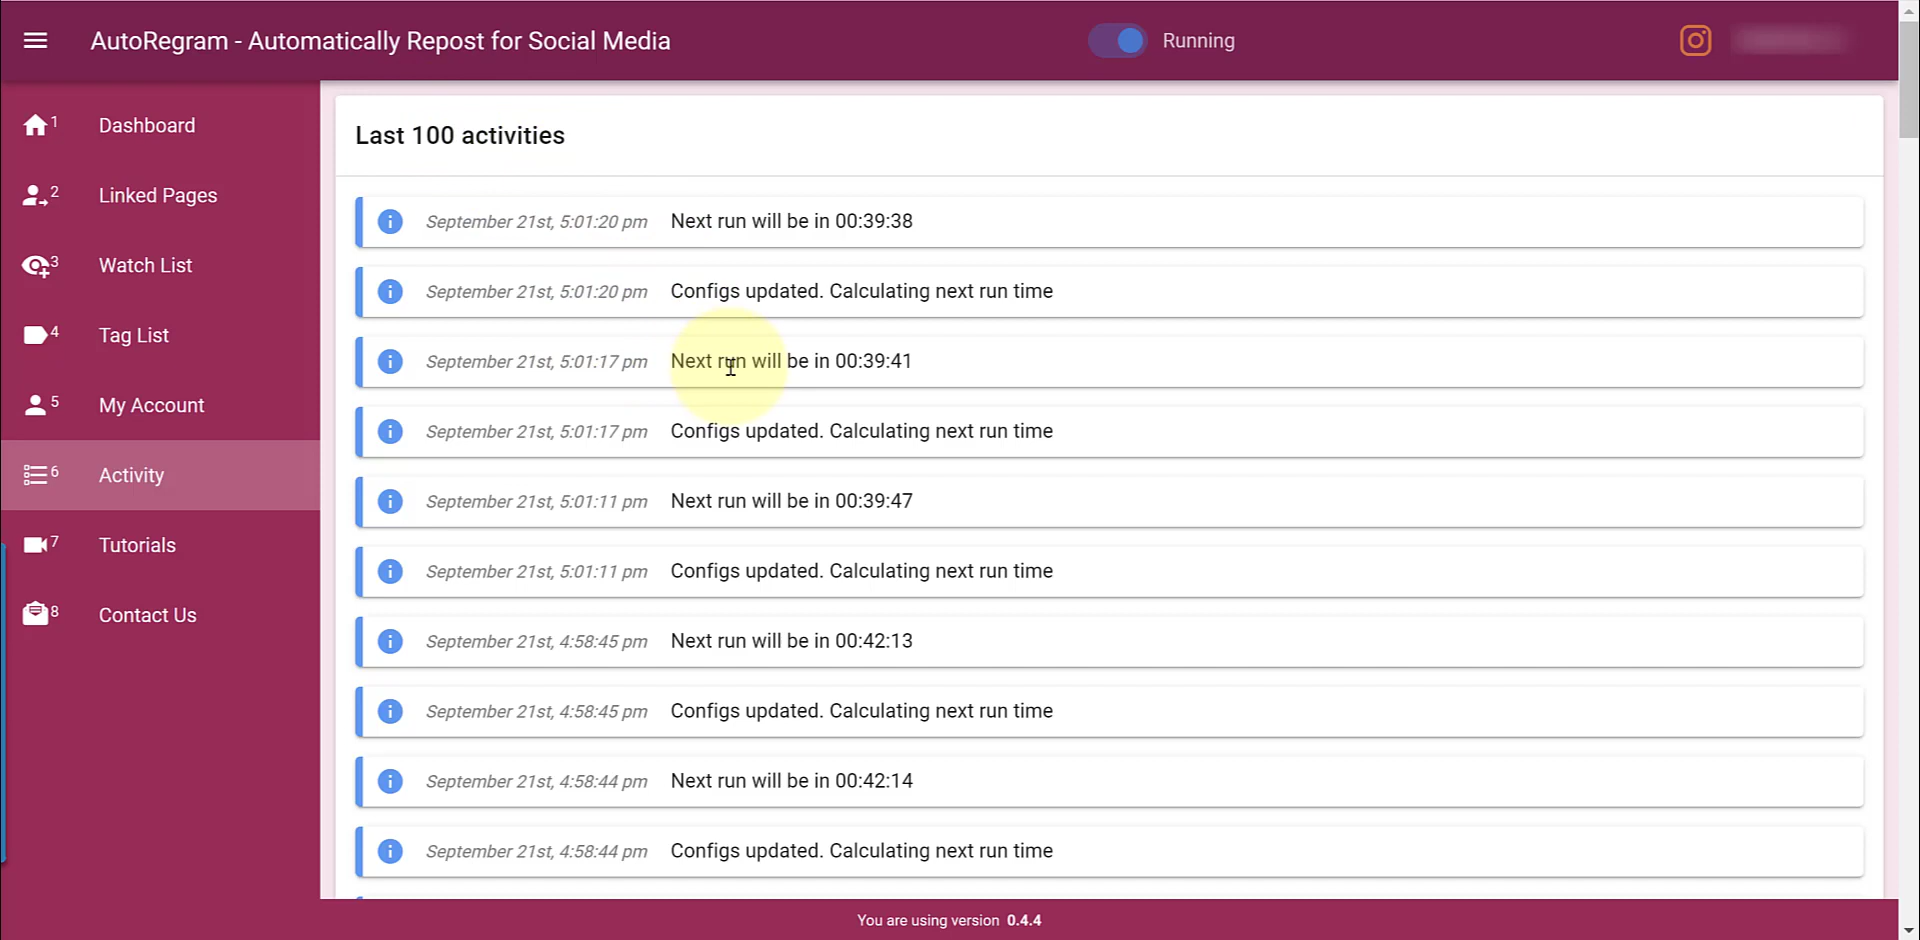 AutoRegram - Automatically Repost for Social Media
Running
1 Dashboard
2 Linked Pages
3 Watch List
4 Tag List
5 My Account
6 Activity
7 Tutorials
8 Contact Us
Last 100 activities
September 21st, 5:01:20 pm Next run will be in 00:39:38
September 21st, 5:01:20 pm Configs updated. Calculating next run time
September 21st, 5:01:17 pm Next run will be in 00:39:41
September 21st, 5:01:17 pm Configs updated. Calculating next run time
September 21st, 5:01:11 pm Next run will be in 00:39:47
September 21st, 5:01:11 pm Configs updated. Calculating next run time
September 21st, 4:58:45 pm Next run will be in 00:42:13
September 21st, 4:58:45 pm Configs updated. Calculating next run time
September 21st, 4:58:44 pm Next run will be in 00:42:14
September 21st, 4:58:44 pm Configs updated. Calculating next run time
You are using version 0.4.4